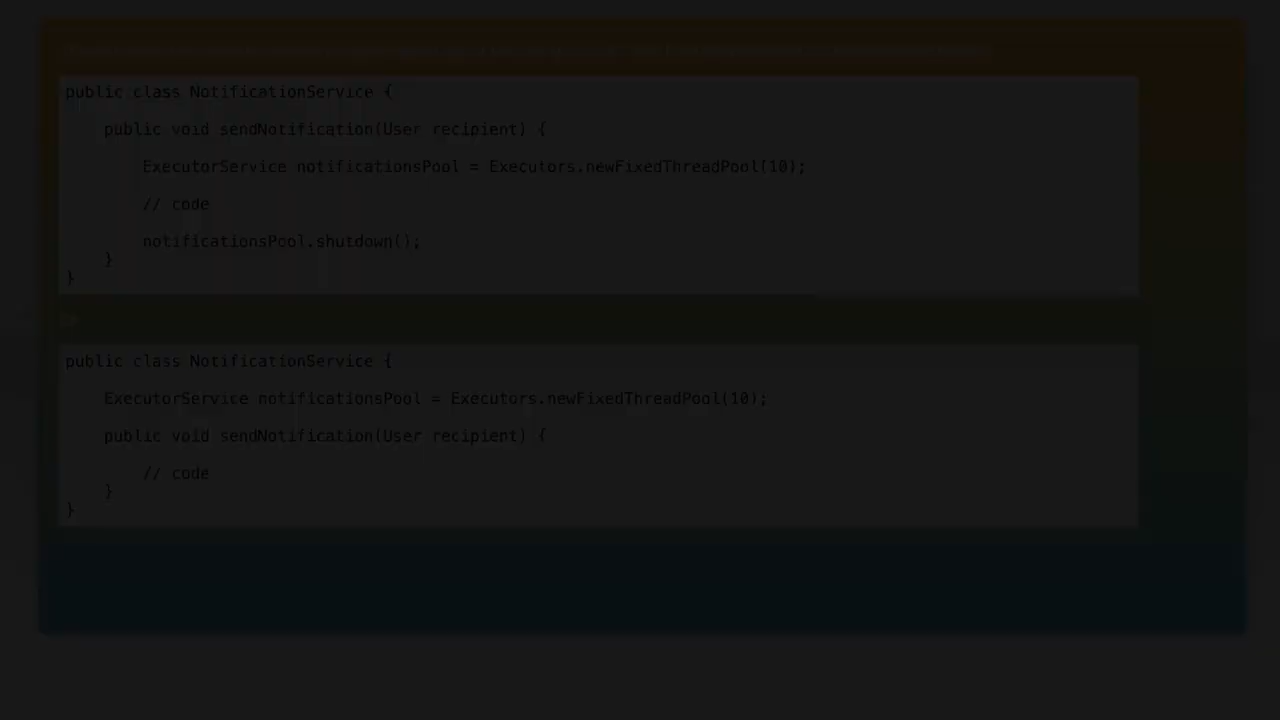 public class NotificationService {
    public void sendNotification(User recipient) {
        ExecutorService notificationsPool = Executors.newFixedThreadPool(10);
        // code
        notificationsPool.shutdown();
    }
}
public class NotificationService {
    ExecutorService notificationsPool = Executors.newFixedThreadPool(10);
    public void sendNotification(User recipient) {
        // code
    }
}